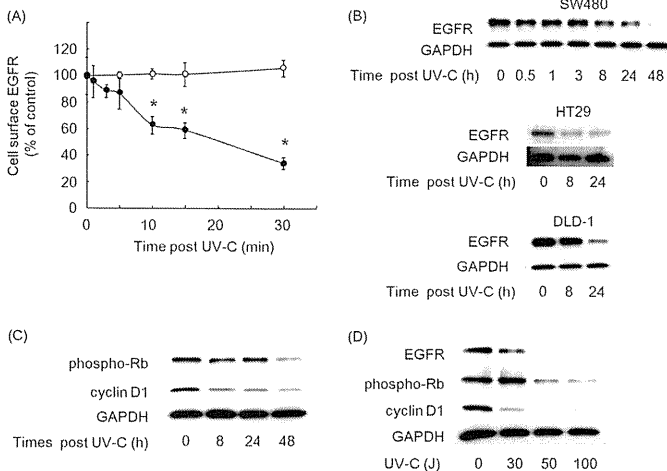 (A)
120
100
80
60
40
20
0
Cell surface EGFR
(% of control)
*
*
*
0
10
20
30
Time post UV-C (min)
(B)
SW480
EGFR
GAPDH
Time post UV-C (h) 0 0.5 1 3 8 24 48
HT29
EGFR
GAPDH
Time post UV-C (h) 0 8 24
DLD-1
EGFR
GAPDH
Time post UV-C (h) 0 8 24
(C)
phospho-Rb
cyclin D1
GAPDH
Times post UV-C (h) 0 8 24 48
(D)
EGFR
phospho-Rb
cyclin D1
GAPDH
UV-C (J) 0 30 50 100